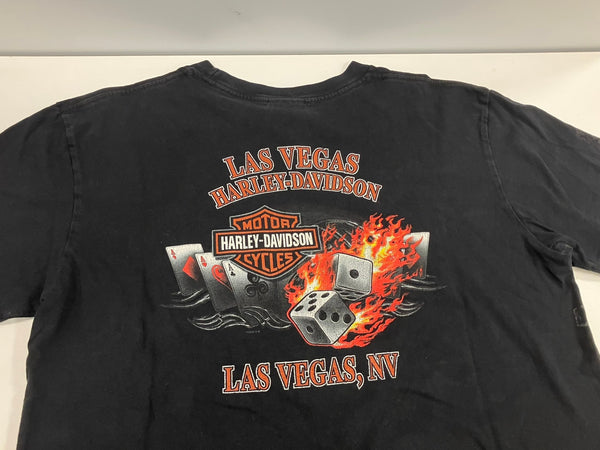 LAS VEGAS
HARLEY-DAVIDSON
MOTOR
HARLEY-DAVIDSON
CYCLES
LAS VEGAS, NV